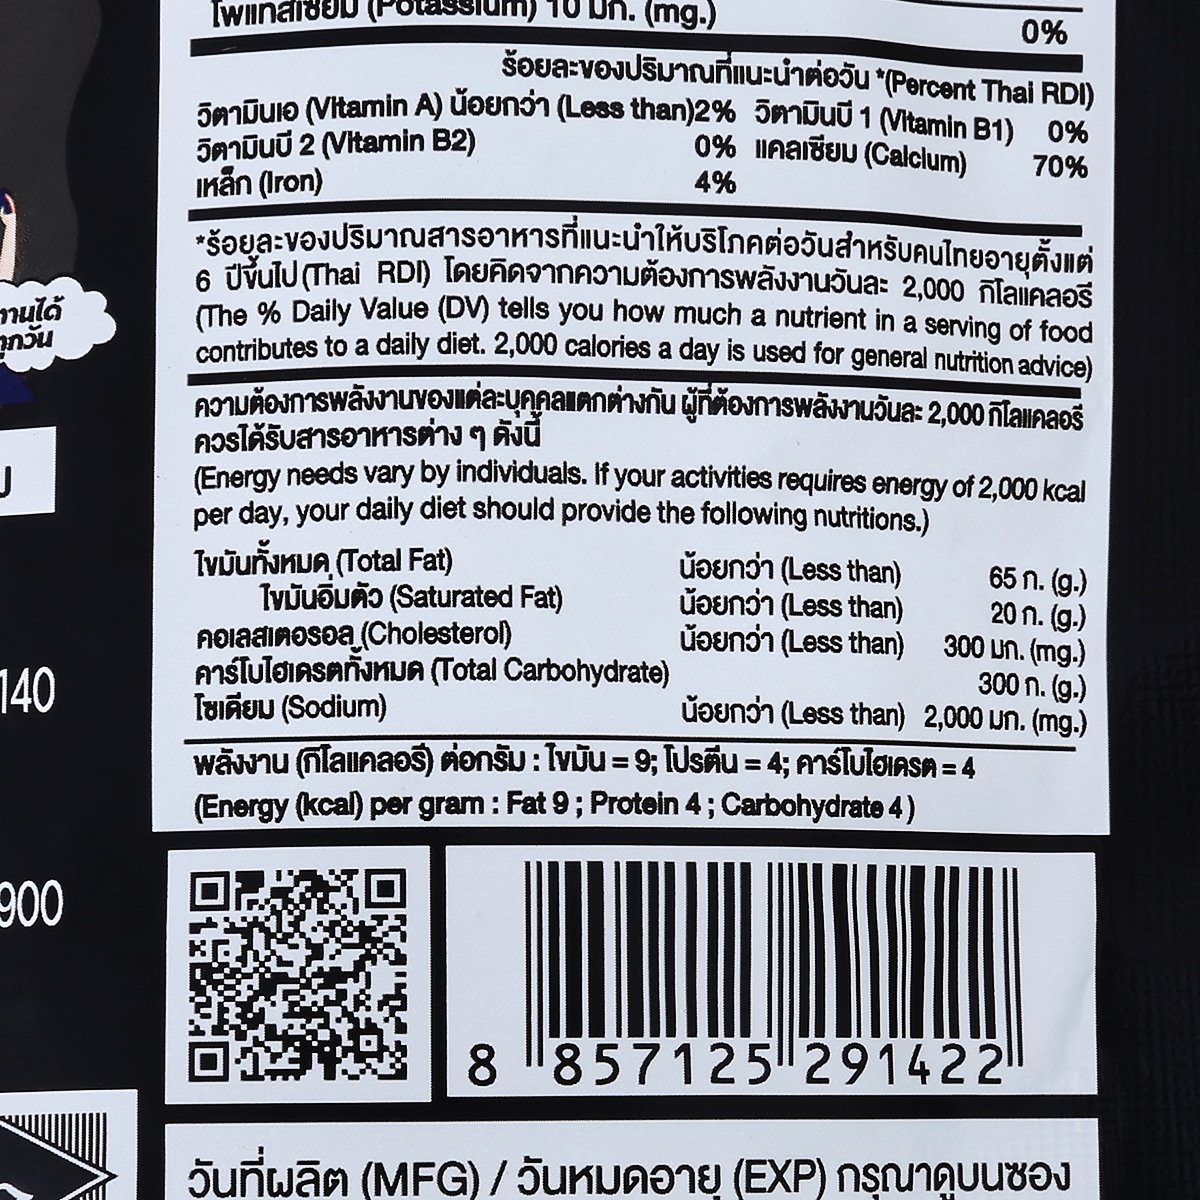 โพแทสเซียม (Potassium) 10 มก. (mg.) 0%
ร้อยละของปริมาณที่แนะนำต่อวัน *(Percent Thai RDI)
วิตามินเอ (Vitamin A) น้อยกว่า (Less than)2% วิตามินบี 1 (Vitamin B1) 0%
วิตามินบี 2 (Vitamin B2) 0% แคลเซียม (Calcium) 70%
เหล็ก (Iron) 4%
*ร้อยละของปริมาณสารอาหารที่แนะนำให้บริโภคต่อวันสำหรับคนไทยอายุตั้งแต่
6 ปีขึ้นไป (Thai RDI) โดยคิดจากความต้องการพลังงานวันละ 2,000 กิโลแคลอรี
(The % Daily Value (DV) tells you how much a nutrient in a serving of food
contributes to a daily diet. 2,000 calories a day is used for general nutrition advice)
ความต้องการพลังงานของแต่ละบุคคลแตกต่างกัน ผู้ที่ต้องการพลังงานวันละ 2,000 กิโลแคลอรี
ควรได้รับสารอาหารต่าง ๆ ดังนี้
(Energy needs vary by individuals. If your activities requires energy of 2,000 kcal
per day, your daily diet should provide the following nutritions.)
ไขมันทั้งหมด (Total Fat) น้อยกว่า (Less than) 65 ก. (g.)
ไขมันอิ่มตัว (Saturated Fat) น้อยกว่า (Less than) 20 ก. (g.)
คอเลสเตอรอล (Cholesterol) น้อยกว่า (Less than) 300 มก. (mg.)
คาร์โบไฮเดรตทั้งหมด (Total Carbohydrate) 300 ก. (g.)
โซเดียม (Sodium) น้อยกว่า (Less than) 2,000 มก. (mg.)
พลังงาน (กิโลแคลอรี) ต่อกรัม : ไขมัน = 9; โปรตีน = 4; คาร์โบไฮเดรต = 4
(Energy (kcal) per gram : Fat 9 ; Protein 4 ; Carbohydrate 4 )
8 857125 291422
วันที่ผลิต (MFG) / วันหมดอายุ (EXP) กรุณาดูบนซอง
ทานได้
ทุกวัน
140
900